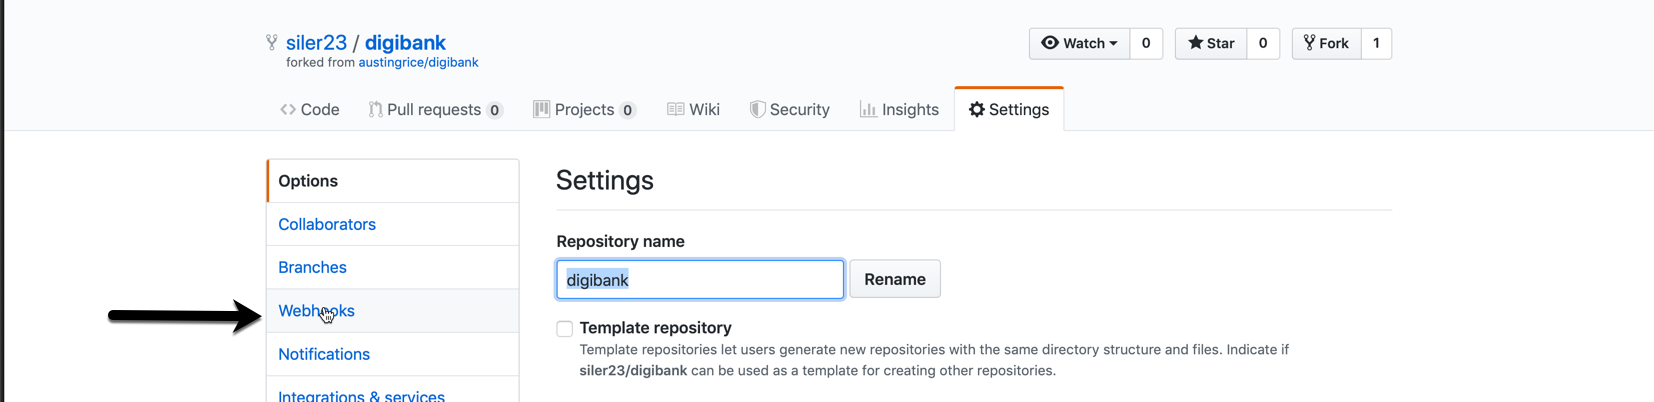 siler23 / digibank
forked from austingrice/digibank
Watch 0 Star 0 Fork 1
Code Pull requests 0 Projects 0 Wiki Security Insights Settings
Options
Collaborators
Branches
Webhooks
Notifications
Integrations & services
Settings
Repository name
digibank Rename
Template repository
Template repositories let users generate new repositories with the same directory structure and files. Indicate if
siler23/digibank can be used as a template for creating other repositories.